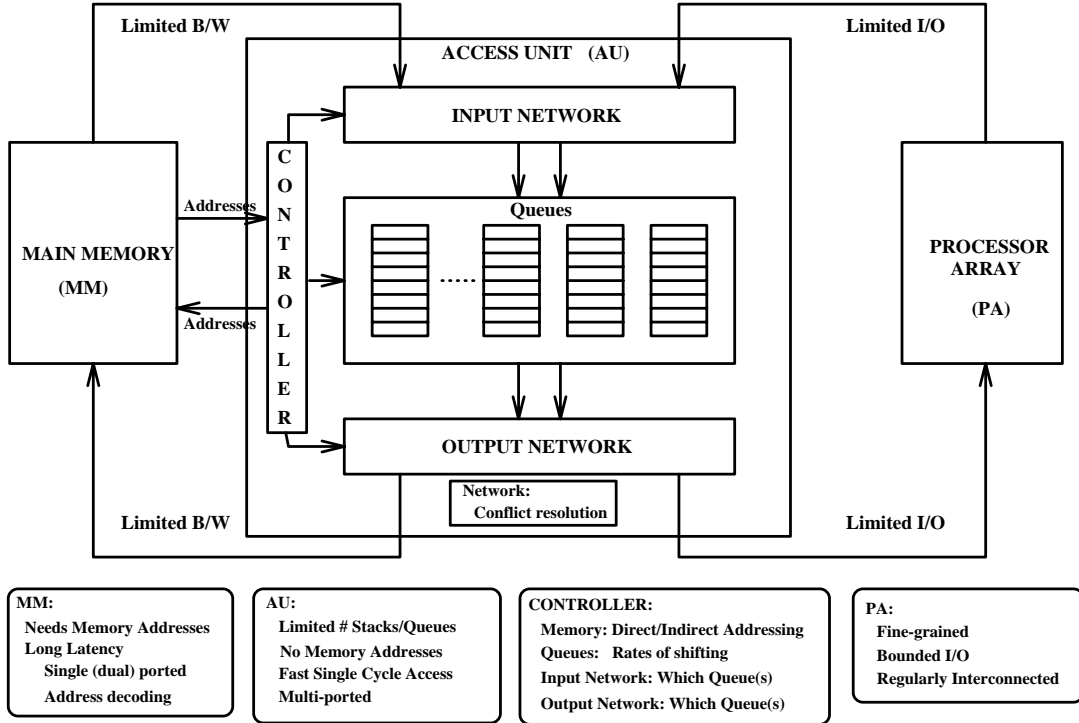 Limited B/W
Limited I/O
ACCESS UNIT (AU)
INPUT NETWORK
CONTROLLER
Addresses
Queues
MAIN MEMORY
(MM)
.....
PROCESSOR
ARRAY
(PA)
Addresses
OUTPUT NETWORK
Network:
Conflict resolution
Limited B/W
Limited I/O
MM:
Needs Memory Addresses
Long Latency
Single (dual) ported
Address decoding
AU:
Limited # Stacks/Queues
No Memory Addresses
Fast Single Cycle Access
Multi-ported
CONTROLLER:
Memory: Direct/Indirect Addressing
Queues: Rates of shifting
Input Network: Which Queue(s)
Output Network: Which Queue(s)
PA:
Fine-grained
Bounded I/O
Regularly Interconnected